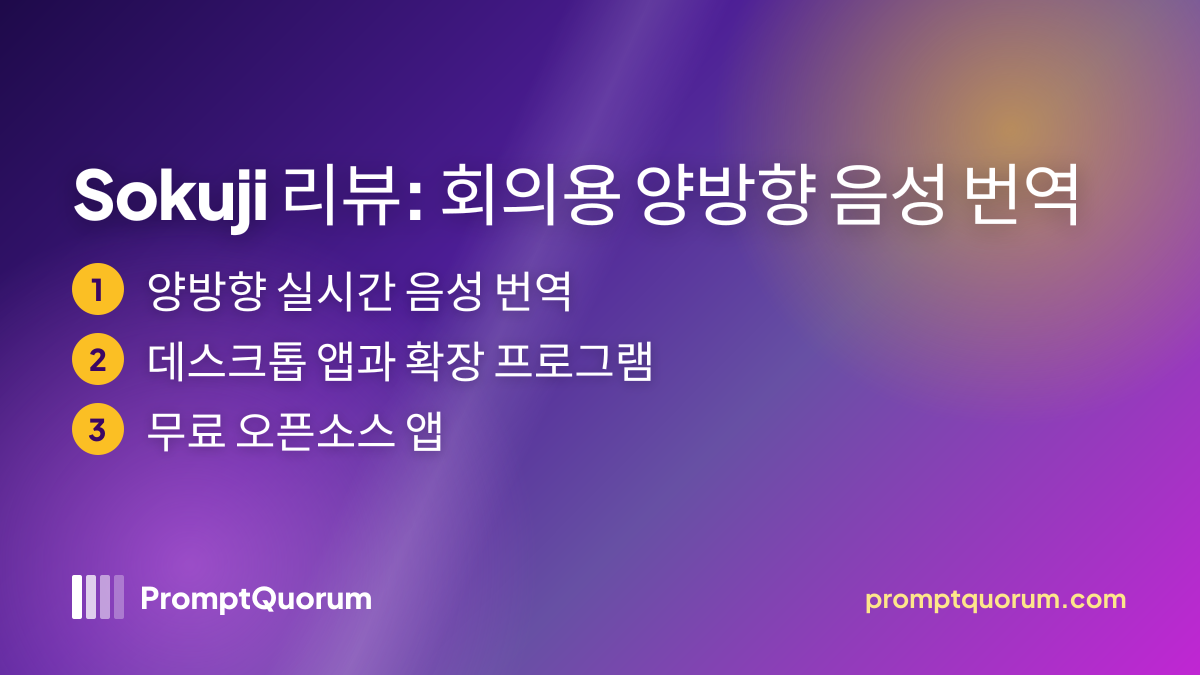 Sokuji 리뷰: 회의용 양방향 음성 번역
1 양방향 실시간 음성 번역
2 데스크톱 앱과 확장 프로그램
3 무료 오픈소스 앱
PromptQuorum
promptquorum.com